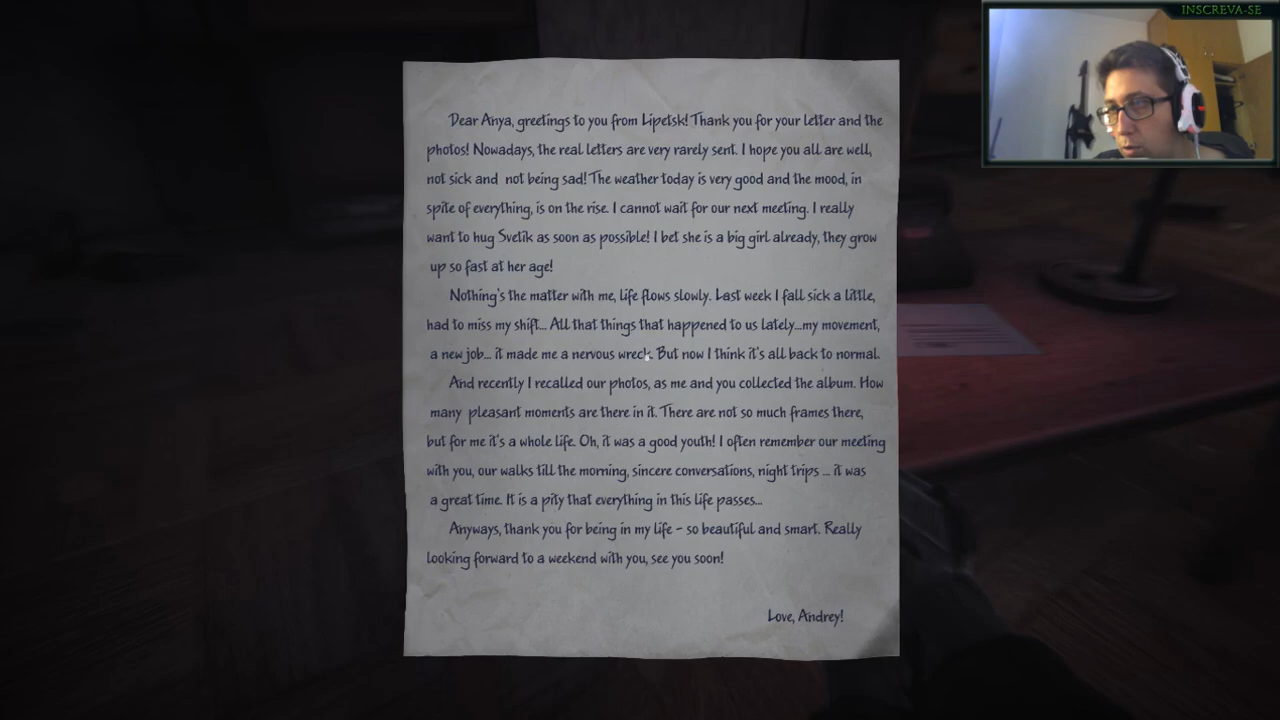 INSCREVA-SE
Dear Anya, greetings to you from Lipetsk! Thank you for your letter and the
photos! Nowadays, the real letters are very rarely sent. I hope you all are well,
not sick and not being sad! The weather today is very good and the mood, in
spite of everything, is on the rise. I cannot wait for our next meeting. I really
want to hug Svetik as soon as possible! I bet she is a big girl already, they grow
up so fast at her age!
Nothing's the matter with me, life flows slowly. Last week I fall sick a little,
had to miss my shift... All that things that happened to us lately...my movement,
a new job... it made me a nervous wreck. But now I think it's all back to normal.
And recently I recalled our photos, as me and you collected the album. How
many pleasant moments are there in it. There are not so much frames there,
but for me it's a whole life. Oh, it was a good youth! I often remember our meeting
with you, our walks till the morning, sincere conversations, night trips ... it was
a great time. It is a pity that everything in this life passes...
Anyways, thank you for being in my life - so beautiful and smart. Really
looking forward to a weekend with you, see you soon!
Love, Andrey!